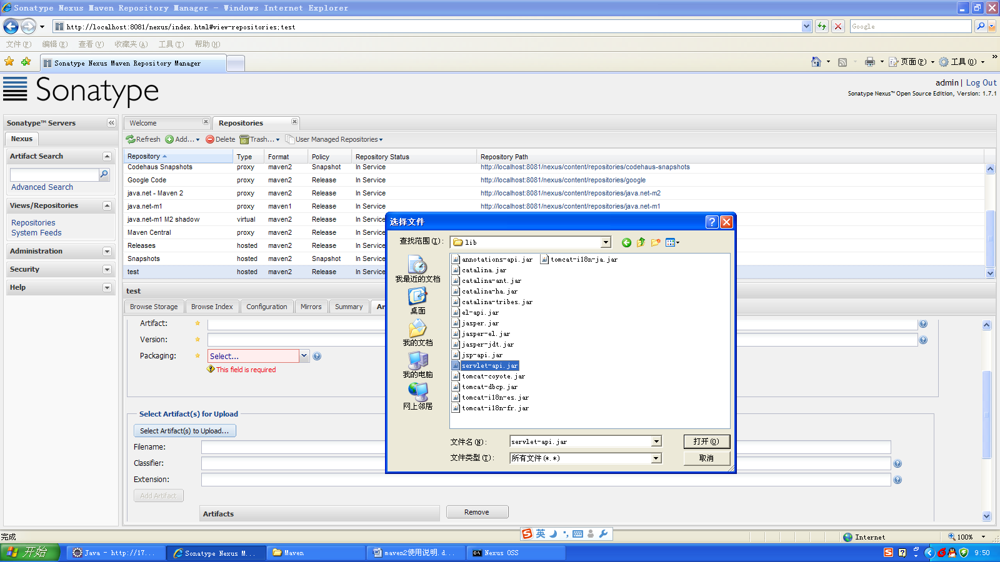 Sonatype Nexus Maven Repository Manager - Windows Internet Explorer
http://localhost:8081/nexus/index.html#view-repositories;test
Google
文件(F) 编辑(E) 查看(V) 收藏夹(A) 工具(T) 帮助(H)
Sonatype Nexus Maven Repository Manager
页面(P) 工具(O) »
Sonatype
admin | Log Out
Sonatype Nexus™ Open Source Edition, Version: 1.7.1
Sonatype™ Servers
Nexus
Artifact Search
Advanced Search
Views/Repositories
Repositories
System Feeds
Administration
Security
Help
Welcome Repositories
Refresh Add... Delete Trash... User Managed Repositories
Repository Type Format Policy Repository Status Repository Path
Codehaus Snapshots proxy maven2 Snapshot In Service http://localhost:8081/nexus/content/repositories/codehaus-snapshots
Google Code proxy maven2 Release In Service http://localhost:8081/nexus/content/repositories/google
java.net - Maven 2 proxy maven2 Release In Service http://localhost:8081/nexus/content/repositories/java.net-m2
java.net-m1 proxy maven1 Release In Service http://localhost:8081/nexus/content/repositories/java.net-m1
java.net-m1 M2 shadow virtual maven2 Release In Service
Maven Central proxy maven2 Release In Service
Releases hosted maven2 Release In Service
Snapshots hosted maven2 Snapshot In Service
test hosted maven2 Release In Service
test
Browse Storage Browse Index Configuration Mirrors Summary Ar
Artifact:
Version:
Packaging: Select...
This field is required
Select Artifact(s) for Upload
Select Artifact(s) to Upload...
Filename:
Classifier:
Extension:
Add Artifact
Artifacts
Remove
选择文件
查找范围(I): lib
我最近的文档
桌面
我的文档
我的电脑
网上邻居
annotations-api.jar
catalina.jar
catalina-ant.jar
catalina-ha.jar
catalina-tribes.jar
el-api.jar
jasper.jar
jasper-el.jar
jasper-jdt.jar
jsp-api.jar
servlet-api.jar
tomcat-coyote.jar
tomcat-dbcp.jar
tomcat-i18n-es.jar
tomcat-i18n-fr.jar
tomcat-i18n-ja.jar
文件名(N): servlet-api.jar 打开(O)
文件类型(T): 所有文件(*.*) 取消
完成
英
Internet 100%
开始 Java - http://17... Sonatype Nexus M... Maven maven2使用说明.d... Nexus OSS 9:50